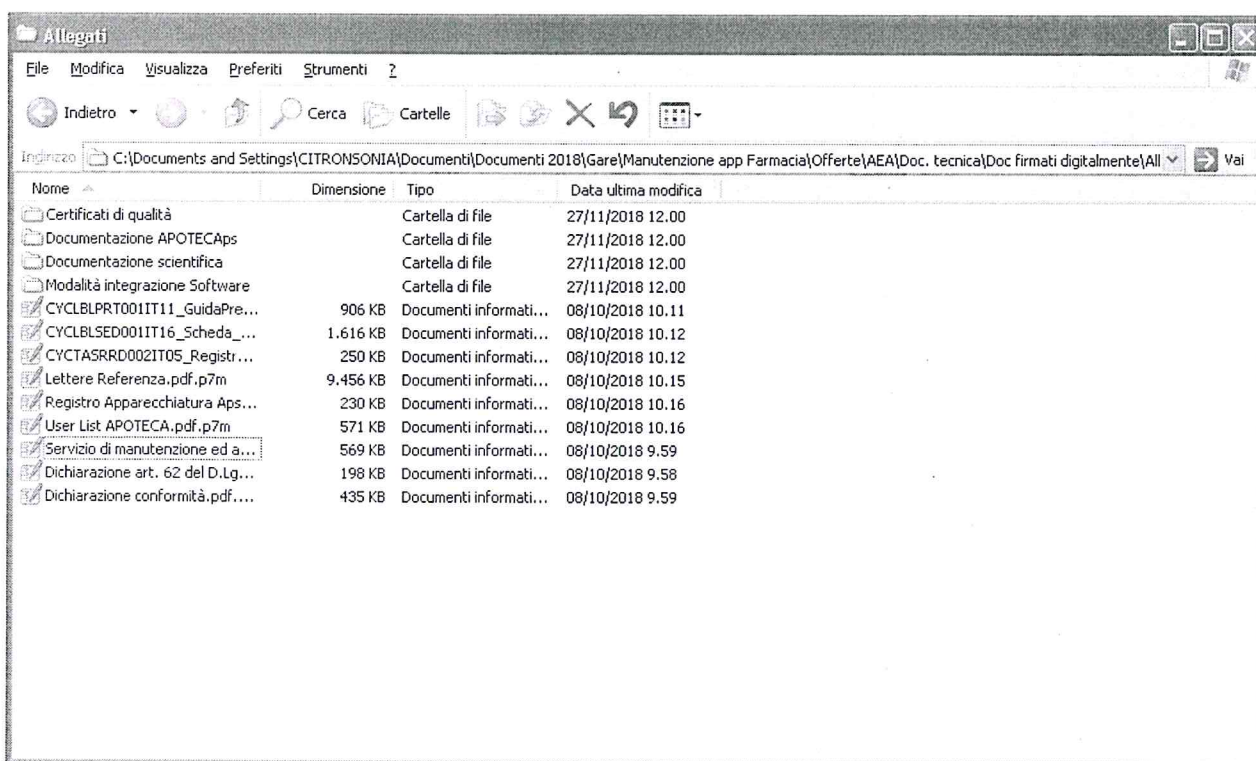 Allegati
File Modifica Visualizza Preferiti Strumenti ?
Indietro Cerca Cartelle
Indirizzo C:\Documents and Settings\CITRONSONIA\Documenti\Documenti 2018\Gare\Manutenzione app Farmacia\Offerte\AEA\Doc. tecnica\Doc firmati digitalmente\All Vai
Nome Dimensione Tipo Data ultima modifica
Certificati di qualità Cartella di file 27/11/2018 12.00
Documentazione APOTECAps Cartella di file 27/11/2018 12.00
Documentazione scientifica Cartella di file 27/11/2018 12.00
Modalità integrazione Software Cartella di file 27/11/2018 12.00
CYCLBLPRT001IT11_GuidaPre... 906 KB Documenti informati... 08/10/2018 10.11
CYCLBLSED001IT16_Scheda_... 1.616 KB Documenti informati... 08/10/2018 10.12
CYCTASRRD002IT05_Registr... 250 KB Documenti informati... 08/10/2018 10.12
Lettere Referenza.pdf.p7m 9.456 KB Documenti informati... 08/10/2018 10.15
Registro Apparecchiatura Aps... 230 KB Documenti informati... 08/10/2018 10.16
User List APOTECA.pdf.p7m 571 KB Documenti informati... 08/10/2018 10.16
Servizio di manutenzione ed a... 569 KB Documenti informati... 08/10/2018 9.59
Dichiarazione art. 62 del D.Lg... 198 KB Documenti informati... 08/10/2018 9.58
Dichiarazione conformità.pdf.... 435 KB Documenti informati... 08/10/2018 9.59